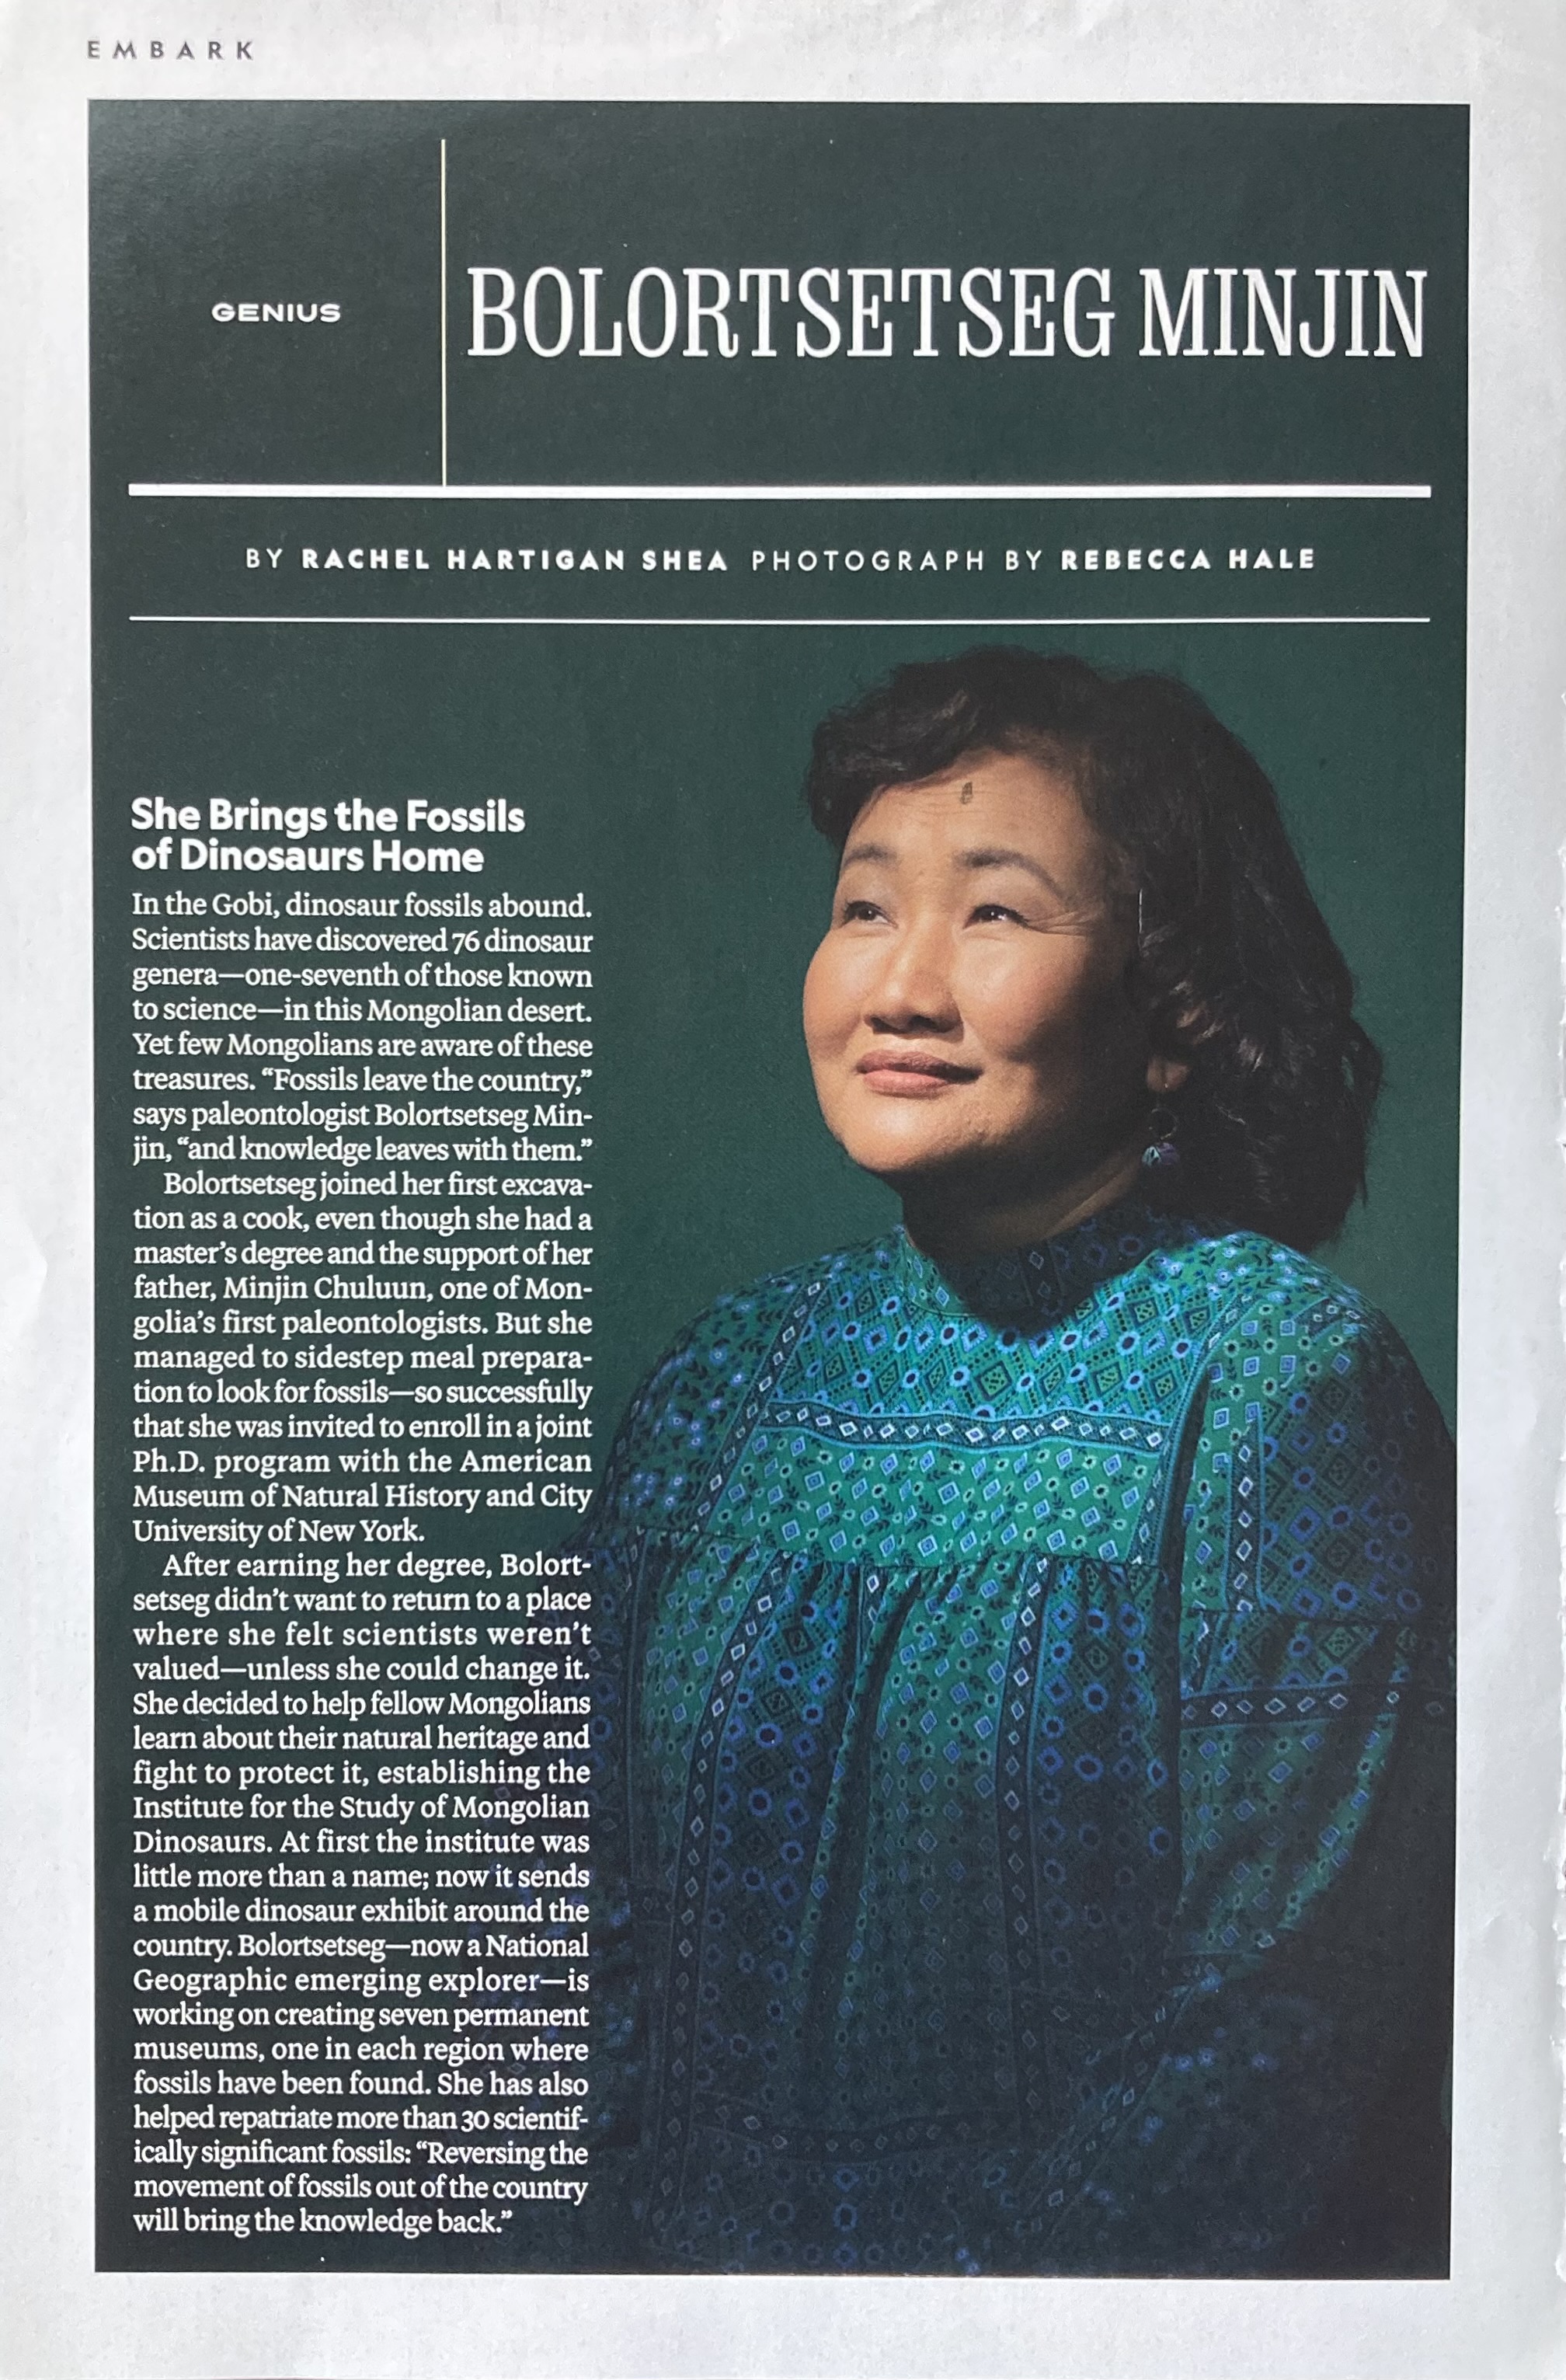 EMBARK
GENIUS
BOLORTSETSEG MINJIN
BY RACHEL HARTIGAN SHEA PHOTOGRAPH BY REBECCA HALE
She Brings the Fossils
of Dinosaurs Home
In the Gobi, dinosaur fossils abound.
Scientists have discovered 76 dinosaur
genera—one-seventh of those known
to science—in this Mongolian desert.
Yet few Mongolians are aware of these
treasures. “Fossils leave the country,”
says paleontologist Bolortsetseg Min-
jin, “and knowledge leaves with them.”
Bolortsetseg joined her first excava-
tion as a cook, even though she had a
master’s degree and the support of her
father, Minjin Chuluun, one of Mon-
golia’s first paleontologists. But she
managed to sidestep meal prepara-
tion to look for fossils—so successfully
that she was invited to enroll in a joint
Ph.D. program with the American
Museum of Natural History and City
University of New York.
After earning her degree, Bolort-
setseg didn’t want to return to a place
where she felt scientists weren’t
valued—unless she could change it.
She decided to help fellow Mongolians
learn about their natural heritage and
fight to protect it, establishing the
Institute for the Study of Mongolian
Dinosaurs. At first the institute was
little more than a name; now it sends
a mobile dinosaur exhibit around the
country. Bolortsetseg—now a National
Geographic emerging explorer—is
working on creating seven permanent
museums, one in each region where
fossils have been found. She has also
helped repatriate more than 30 scientif-
ically significant fossils: “Reversing the
movement of fossils out of the country
will bring the knowledge back.”